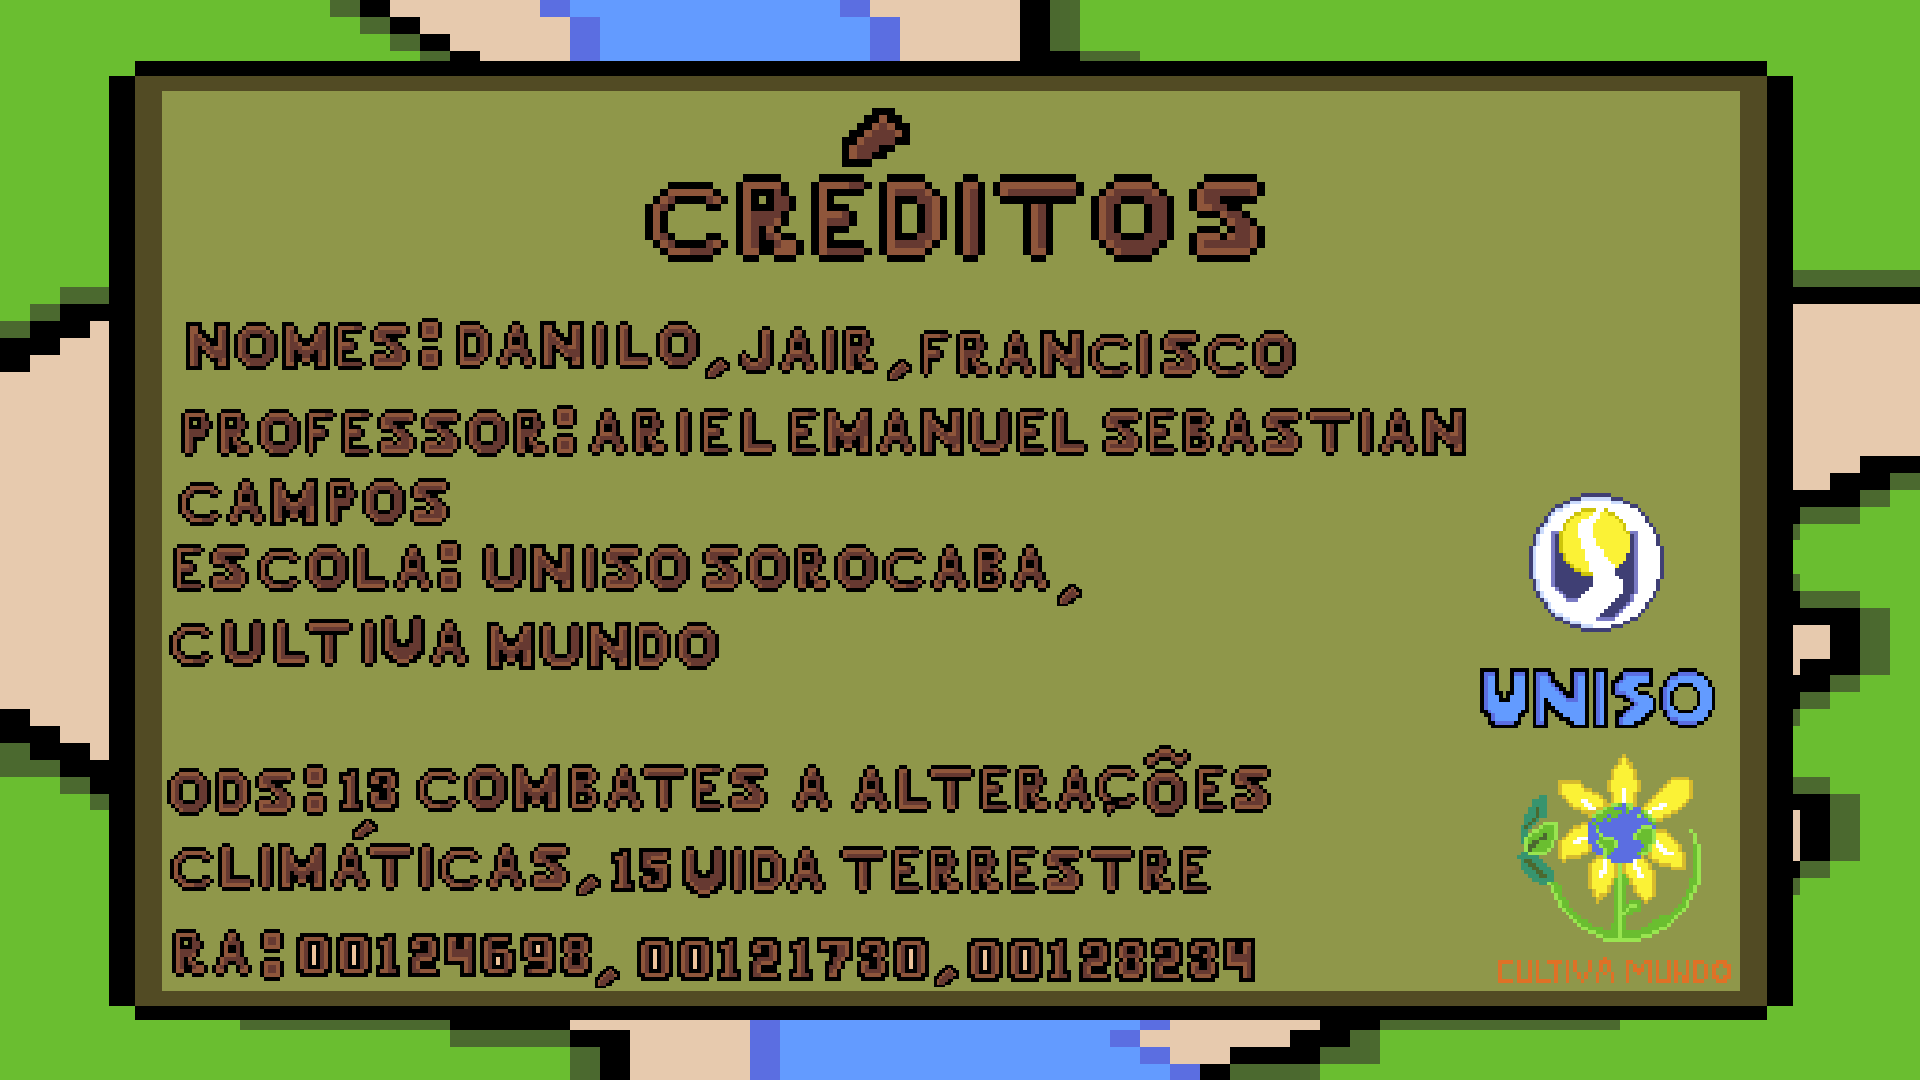 CRÉDITOS
NOMES: DANILO, JAIR, FRANCISCO
PROFESSOR: ARIEL EMANUEL SEBASTIAN
CAMPOS
ESCOLA: UNISO SOROCABA,
CULTIVA MUNDO
UNISO
ODS: 13 COMBATES A ALTERAÇÕES
CLIMÁTICAS, 15 VIDA TERRESTRE
RA: 00124698, 00121730, 00128234
CULTIVA MUNDO